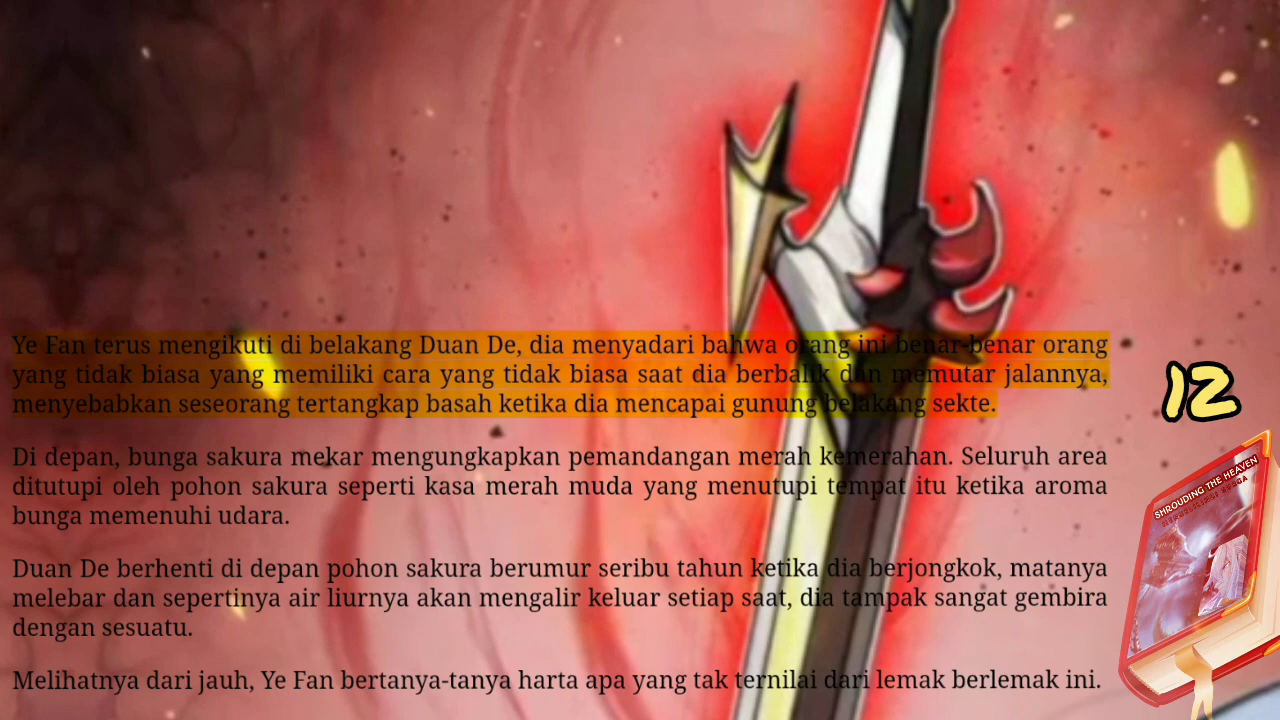 Ye Fan terus mengikuti di belakang Duan De, dia menyadari bahwa orang ini benar-benar orang
yang tidak biasa yang memiliki cara yang tidak biasa saat dia berbalik dan memutar jalannya,
menyebabkan seseorang tertangkap basah ketika dia mencapai gunung belakang sekte.
Di depan, bunga sakura mekar mengungkapkan pemandangan merah kemerahan. Seluruh area
ditutupi oleh pohon sakura seperti kasa merah muda yang menutupi tempat itu ketika aroma
bunga memenuhi udara.
Duan De berhenti di depan pohon sakura berumur seribu tahun ketika dia berjongkok, matanya
melebar dan sepertinya air liurnya akan mengalir keluar setiap saat, dia tampak sangat gembira
dengan sesuatu.
Melihatnya dari jauh, Ye Fan bertanya-tanya harta apa yang tak ternilai dari lemak berlemak ini.
12
SHROUDING THE HEAVEN